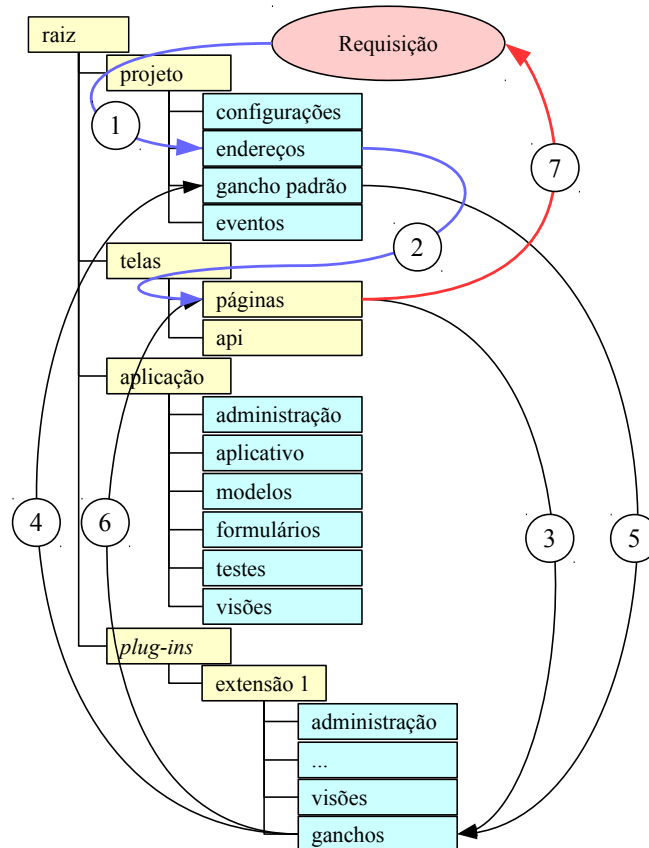 raiz
Requisição
projeto
configurações
1
endereços
7
gancho padrão
eventos
2
telas
páginas
api
aplicação
administração
aplicativo
modelos
4
6
formulários
3
5
testes
visões
plug-ins
extensão 1
administração
...
visões
ganchos